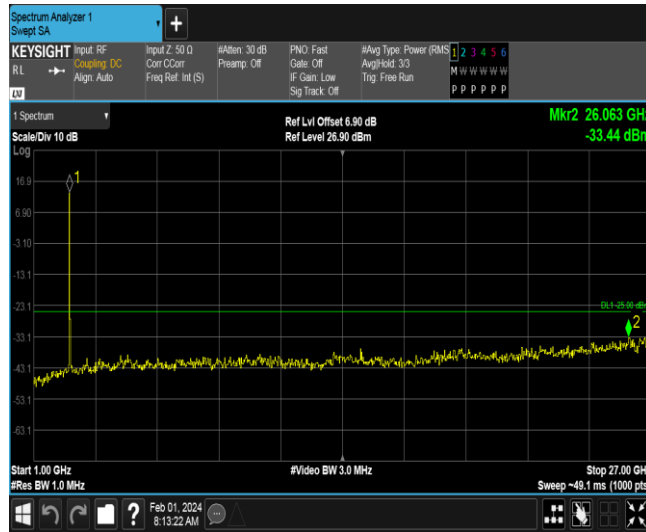 Spectrum Analyzer 1
Swept SA
+
KEYSIGHT
RL
LXI
Input: RF
Coupling: DC
Align: Auto
Input Z: 50 Ω
Corr CCorr
Freq Ref: Int (S)
#Atten: 30 dB
Preamp: Off
PNO: Fast
Gate: Off
IF Gain: Low
Sig Track: Off
#Avg Type: Power (RMS
Avg|Hold: 3/3
Trig: Free Run
1 2 3 4 5 6
M W W W W W
P P P P P P
1 Spectrum
Scale/Div 10 dB
Log
Ref Lvl Offset 6.90 dB
Ref Level 26.90 dBm
Mkr2 26.063 GHz
-33.44 dBm
16.9
6.90
-3.10
-13.1
-23.1
-33.1
-43.1
-53.1
-63.1
1
DL1 -25.00 dBm
2
Start 1.00 GHz
#Res BW 1.0 MHz
#Video BW 3.0 MHz
Stop 27.00 GHz
Sweep ~49.1 ms (1000 pts)
?
Feb 01, 2024
8:13:22 AM